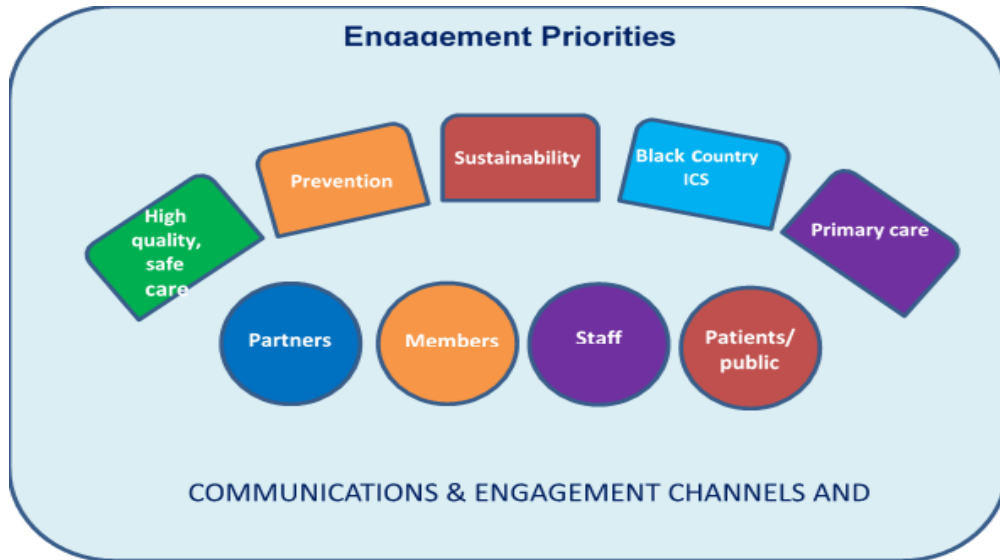 Engagement Priorities
High
quality,
safe
care
Prevention
Sustainability
Black Country
ICS
Primary care
Partners
Members
Staff
Patients/
public
COMMUNICATIONS & ENGAGEMENT CHANNELS AND